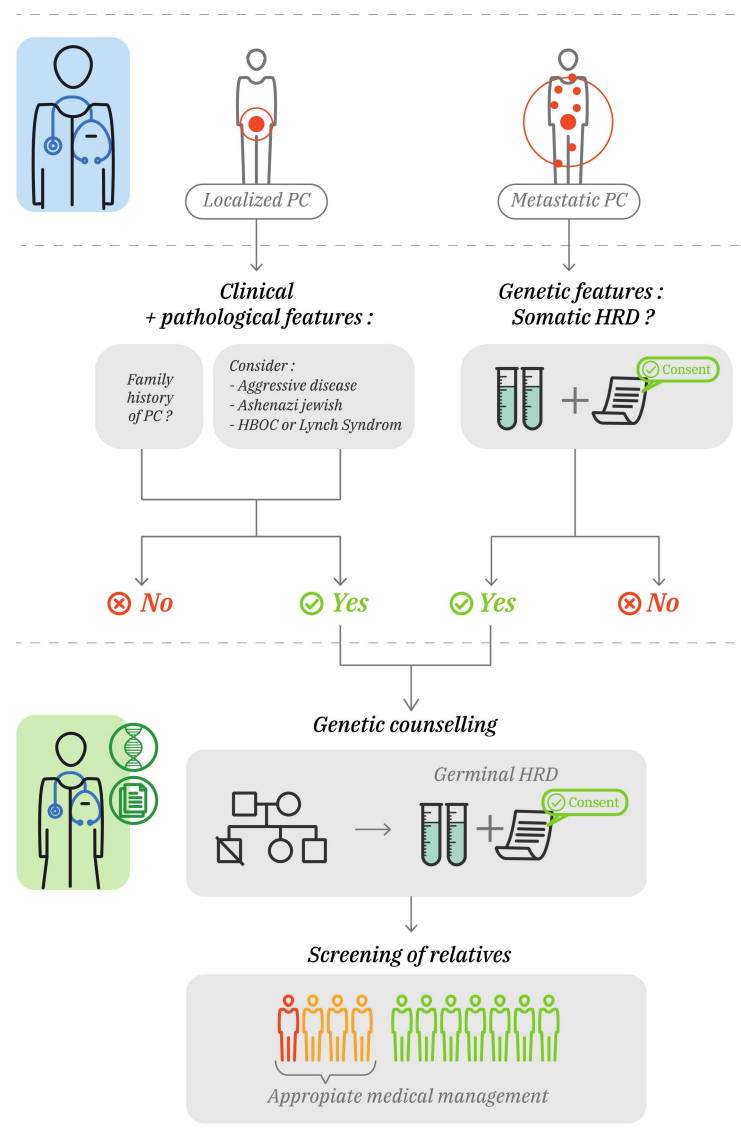 Localized PC
Metastatic PC
Clinical
+ pathological features :
Genetic features :
Somatic HRD ?
Family
history
of PC ?
Consider :
- Aggressive disease
- Ashenazi jewish
- HBOC or Lynch Syndrom
Consent
No
Yes
Yes
No
Genetic counselling
Germinal HRD
Consent
Screening of relatives
Appropiate medical management